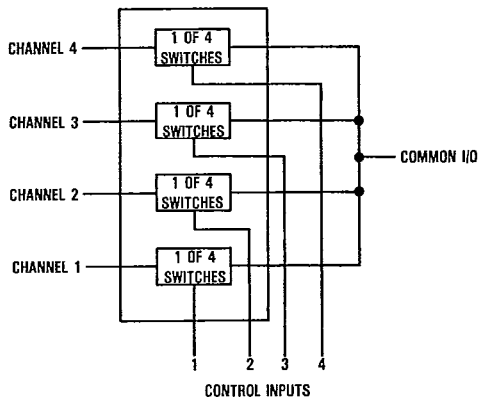 CHANNEL 4
1 OF 4
SWITCHES
CHANNEL 3
1 OF 4
SWITCHES
COMMON I/O
CHANNEL 2
1 OF 4
SWITCHES
CHANNEL 1
1 OF 4
SWITCHES
1 2 3 4
CONTROL INPUTS